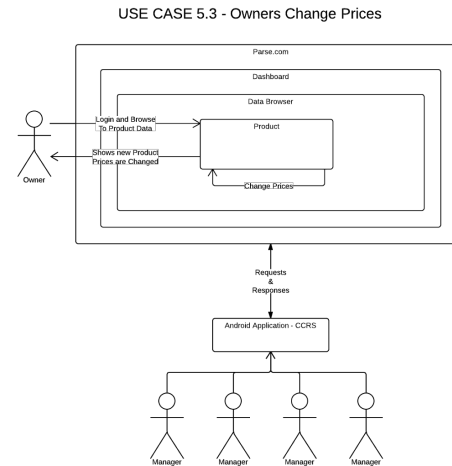 USE CASE 5.3 - Owners Change Prices
Parse.com
Dashboard
Data Browser
Login and Browse
To Product Data
Product
Shows new Product
Prices are Changed
Owner
Change Prices
Requests
&
Responses
Android Application - CCRS
Manager
Manager
Manager
Manager